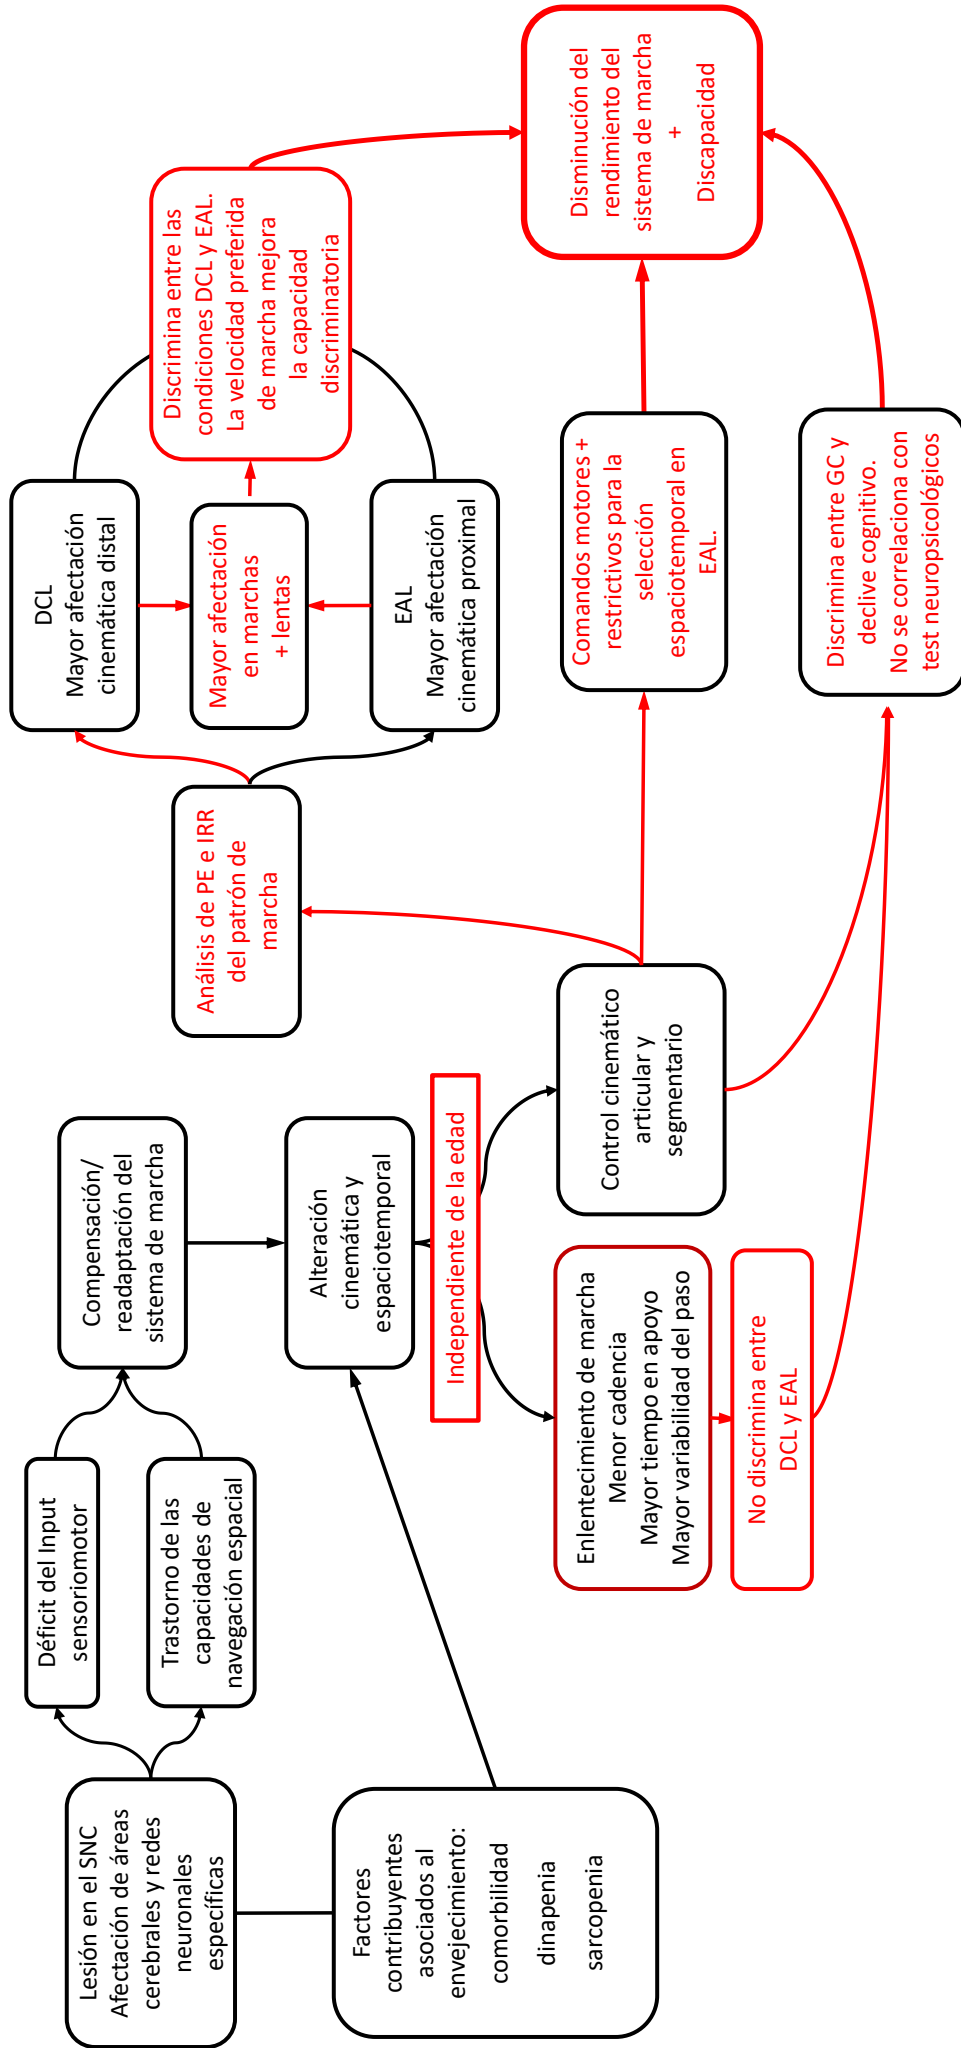 Lesión en el SNC
Afectación de áreas
cerebrales y redes
neuronales
específicas
Factores
contribuyentes
asociados al
envejecimiento:
comorbilidad
dinapenia
sarcopenia
Déficit del Input
sensoriomotor
Trastorno de las
capacidades de
navegación espacial
Compensación/
readaptación del
sistema de marcha
Alteración
cinemática y
espaciotemporal
Independiente de la edad
Enlentecimiento de marcha
Menor cadencia
Mayor tiempo en apoyo
Mayor variabilidad del paso
No discrimina entre
DCL y EAL
Control cinemático
articular y
segmentario
Análisis de PE e IRR
del patrón de
marcha
DCL
Mayor afectación
cinemática distal
Mayor afectación
en marchas
+ lentas
EAL
Mayor afectación
cinemática proximal
Discrimina entre las
condiciones DCL y EAL.
La velocidad preferida
de marcha mejora
la capacidad
discriminatoria
Comandos motores +
restrictivos para la
selección
espaciotemporal en
EAL.
Discrimina entre GC y
declive cognitivo.
No se correlaciona con
test neuropsicológicos
Disminución del
rendimiento del
sistema de marcha
+
Discapacidad